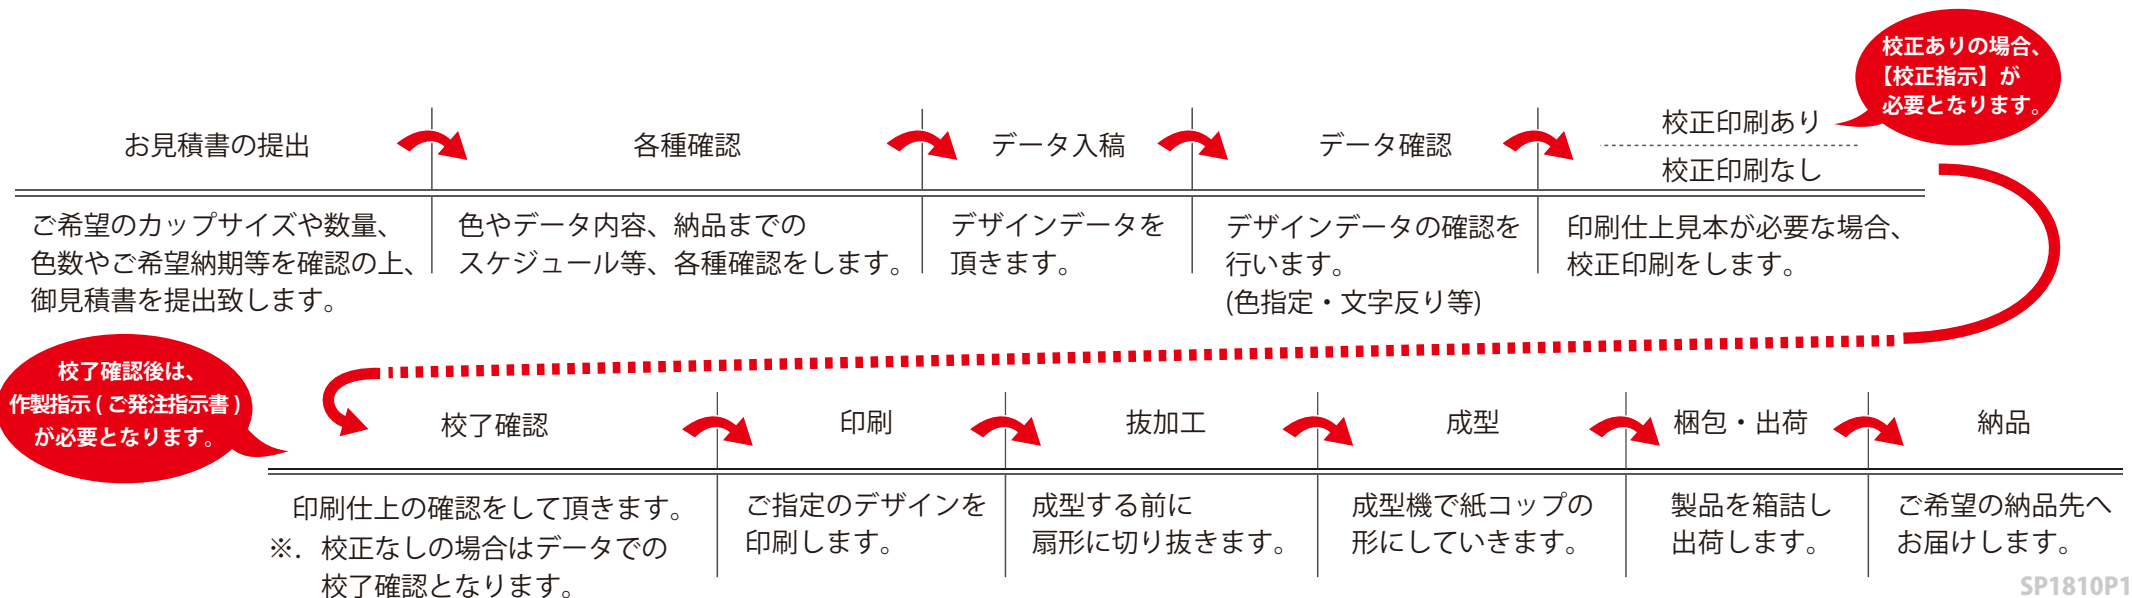 校正ありの場合、
【校正指示】が
必要となります。
お見積書の提出
各種確認
データ入稿
データ確認
校正印刷あり
校正印刷なし
ご希望のカップサイズや数量、
色数やご希望納期等を確認の上、
御見積書を提出致します。
色やデータ内容、納品までの
スケジュール等、各種確認をします。
デザインデータを
頂きます。
デザインデータの確認を
行います。
(色指定・文字反り等)
印刷仕上見本が必要な場合、
校正印刷をします。
校了確認後は、
作製指示 ( ご発注指示書 )
が必要となります。
校了確認
印刷
抜加工
成型
梱包・出荷
納品
印刷仕上の確認をして頂きます。
※. 校正なしの場合はデータでの
校了確認となります。
ご指定のデザインを
印刷します。
成型する前に
扇形に切り抜きます。
成型機で紙コップの
形にしていきます。
製品を箱詰し
出荷します。
ご希望の納品先へ
お届けします。
SP1810P1